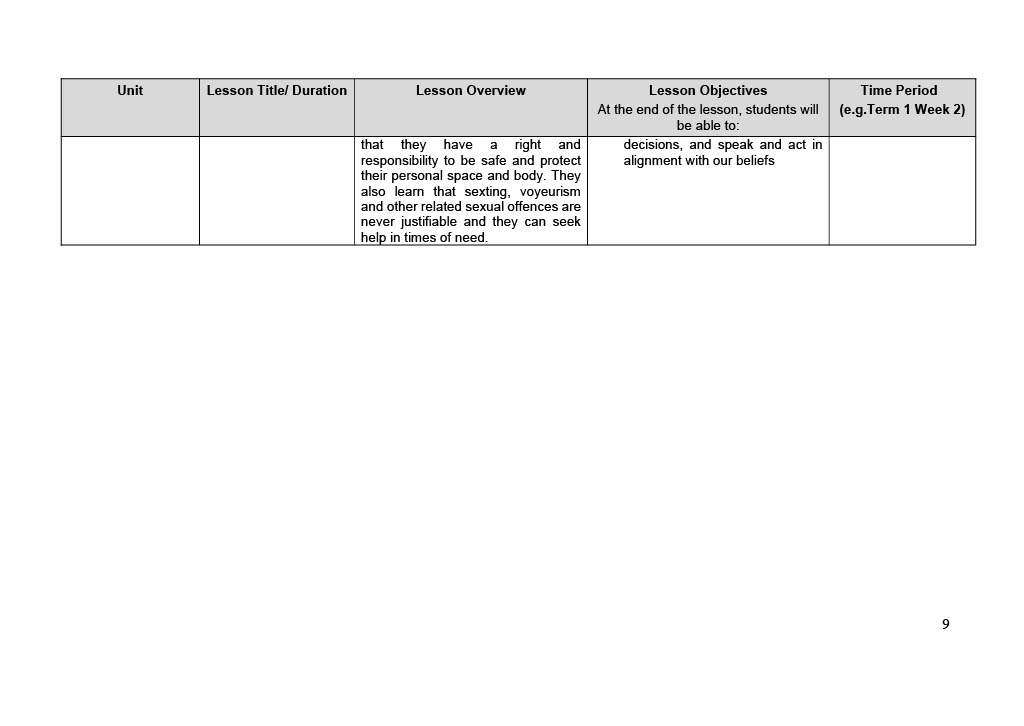 Unit
Lesson Title/ Duration
Lesson Overview
Lesson Objectives
At the end of the lesson, students will
be able to:
Time Period
(e.g.Term 1 Week 2)
that they have a right and
responsibility to be safe and protect
their personal space and body. They
also learn that sexting, voyeurism
and other related sexual offences are
never justifiable and they can seek
help in times of need.
decisions, and speak and act in
alignment with our beliefs
9